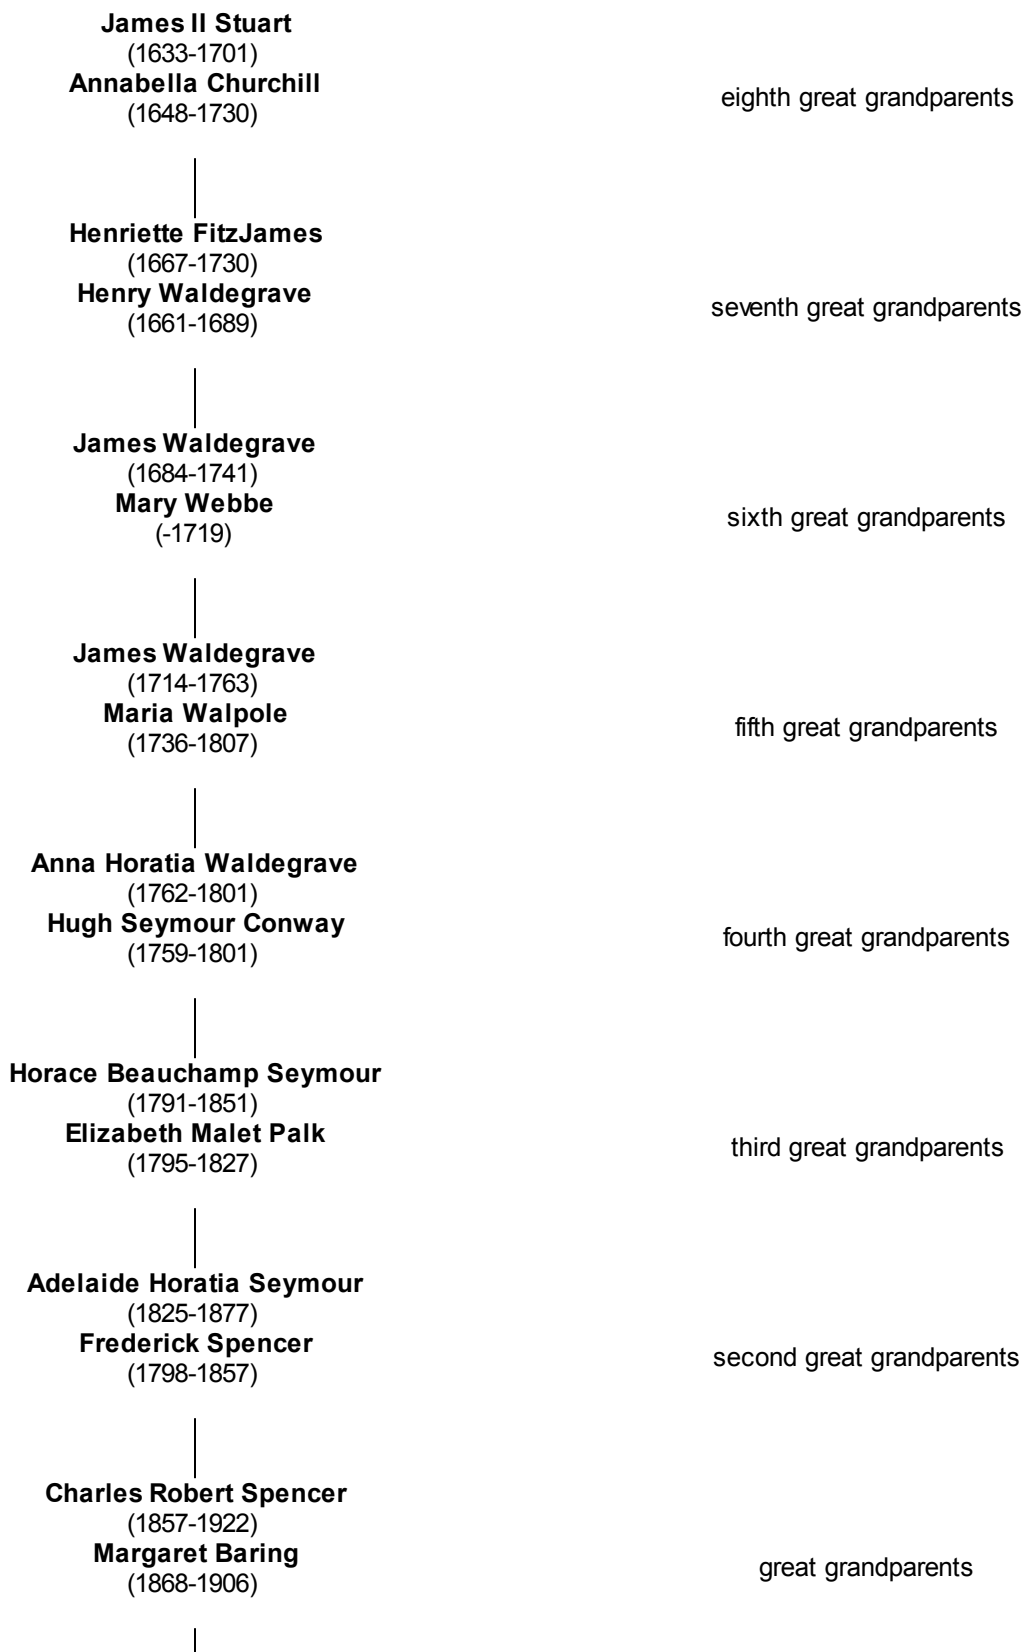 James II Stuart
(1633-1701)
Annabella Churchill
(1648-1730)
eighth great grandparents
Henriette FitzJames
(1667-1730)
Henry Waldegrave
(1661-1689)
seventh great grandparents
James Waldegrave
(1684-1741)
Mary Webbe
(-1719)
sixth great grandparents
James Waldegrave
(1714-1763)
Maria Walpole
(1736-1807)
fifth great grandparents
Anna Horatia Waldegrave
(1762-1801)
Hugh Seymour Conway
(1759-1801)
fourth great grandparents
Horace Beauchamp Seymour
(1791-1851)
Elizabeth Malet Palk
(1795-1827)
third great grandparents
Adelaide Horatia Seymour
(1825-1877)
Frederick Spencer
(1798-1857)
second great grandparents
Charles Robert Spencer
(1857-1922)
Margaret Baring
(1868-1906)
great grandparents